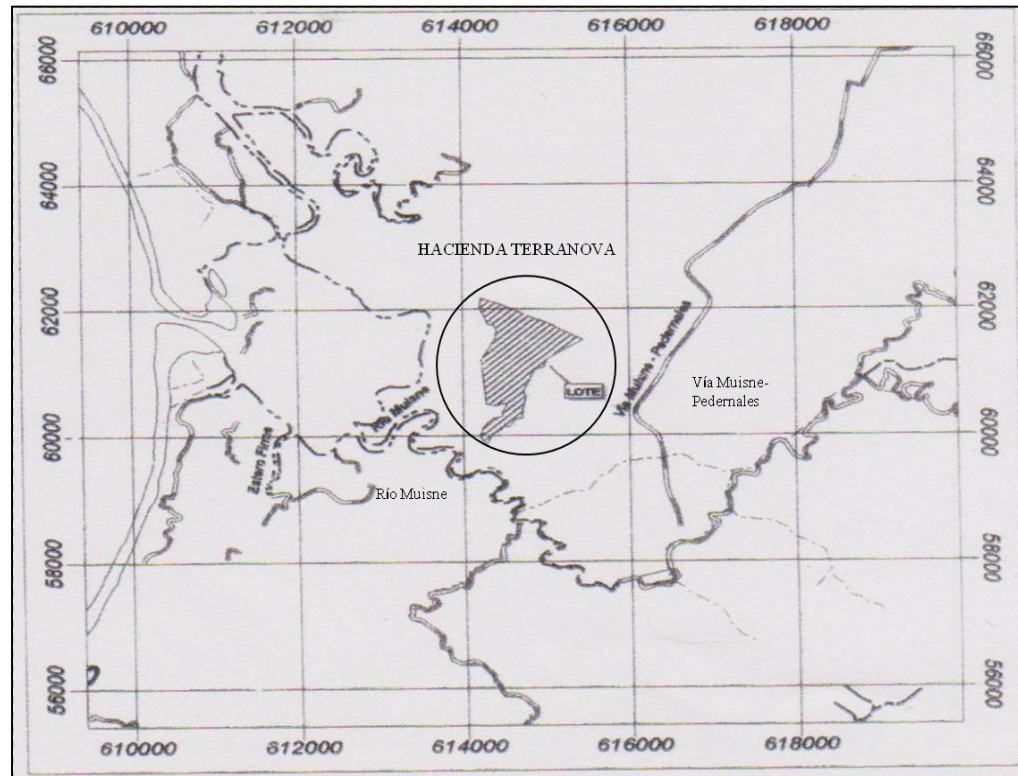 610000 612000 614000 616000 618000
66000
66000
64000
64000
HACIENDA TERRANOVA
62000
62000
LOTE
Vía Muisne - Pedernales
Vía Muisne-
Pedernales
Río Muisne
60000
60000
Estero Firme
Río Muisne
58000
58000
56000
56000
610000 612000 614000 616000 618000